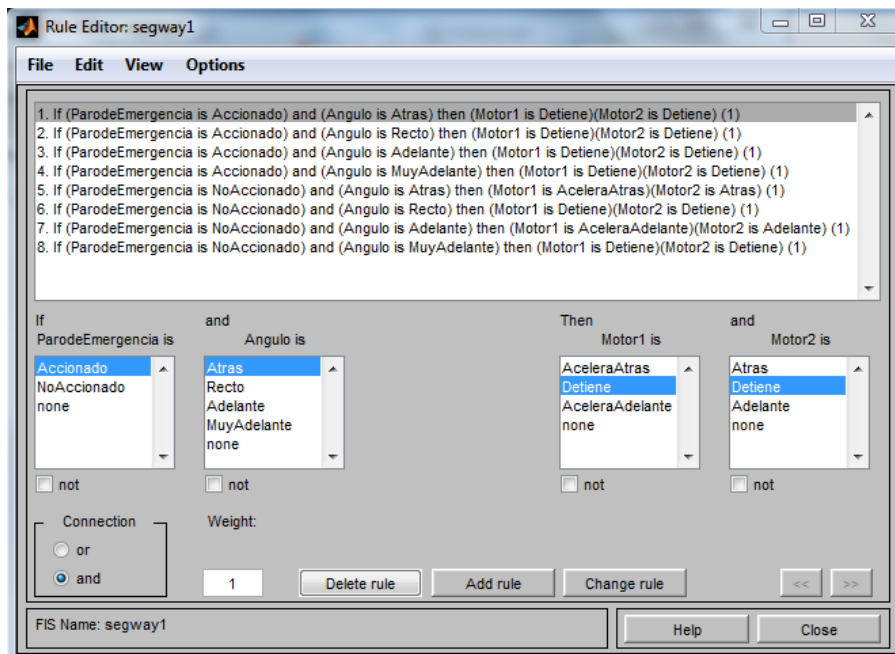 Rule Editor: segway1
File Edit View Options
1. If (ParodeEmergencia is Accionado) and (Angulo is Atras) then (Motor1 is Detiene)(Motor2 is Detiene) (1)
2. If (ParodeEmergencia is Accionado) and (Angulo is Recto) then (Motor1 is Detiene)(Motor2 is Detiene) (1)
3. If (ParodeEmergencia is Accionado) and (Angulo is Adelante) then (Motor1 is Detiene)(Motor2 is Detiene) (1)
4. If (ParodeEmergencia is Accionado) and (Angulo is MuyAdelante) then (Motor1 is Detiene)(Motor2 is Detiene) (1)
5. If (ParodeEmergencia is NoAccionado) and (Angulo is Atras) then (Motor1 is AceleraAtras)(Motor2 is Atras) (1)
6. If (ParodeEmergencia is NoAccionado) and (Angulo is Recto) then (Motor1 is Detiene)(Motor2 is Detiene) (1)
7. If (ParodeEmergencia is NoAccionado) and (Angulo is Adelante) then (Motor1 is AceleraAdelante)(Motor2 is Adelante) (1)
8. If (ParodeEmergencia is NoAccionado) and (Angulo is MuyAdelante) then (Motor1 is Detiene)(Motor2 is Detiene) (1)
If and Then and
ParodeEmergencia is Angulo is Motor1 is Motor2 is
Accionado Atras AceleraAtras Atras
NoAccionado Recto Detiene Detiene
none Adelante AceleraAdelante Adelante
MuyAdelante none none
none
not not not not
Connection Weight:
or
and 1 Delete rule Add rule Change rule << >>
FIS Name: segway1 Help Close